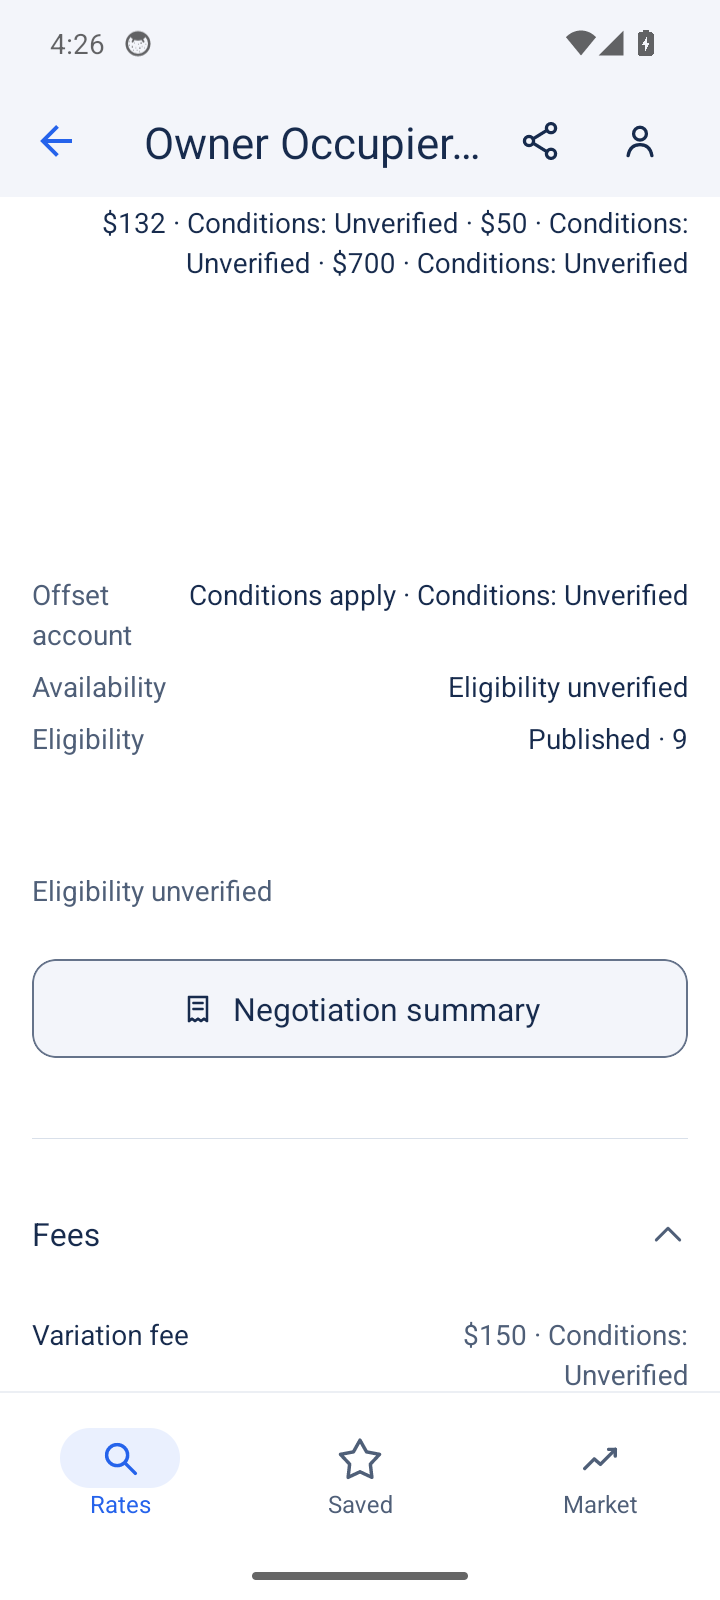 4:26
Owner Occupier...
$132 · Conditions: Unverified · $50 · Conditions:
Unverified · $700 · Conditions: Unverified
Offset account
Conditions apply · Conditions: Unverified
Availability
Eligibility unverified
Eligibility
Published · 9
Eligibility unverified
Negotiation summary
Fees
Variation fee
$150 · Conditions:
Unverified
Rates
Saved
Market